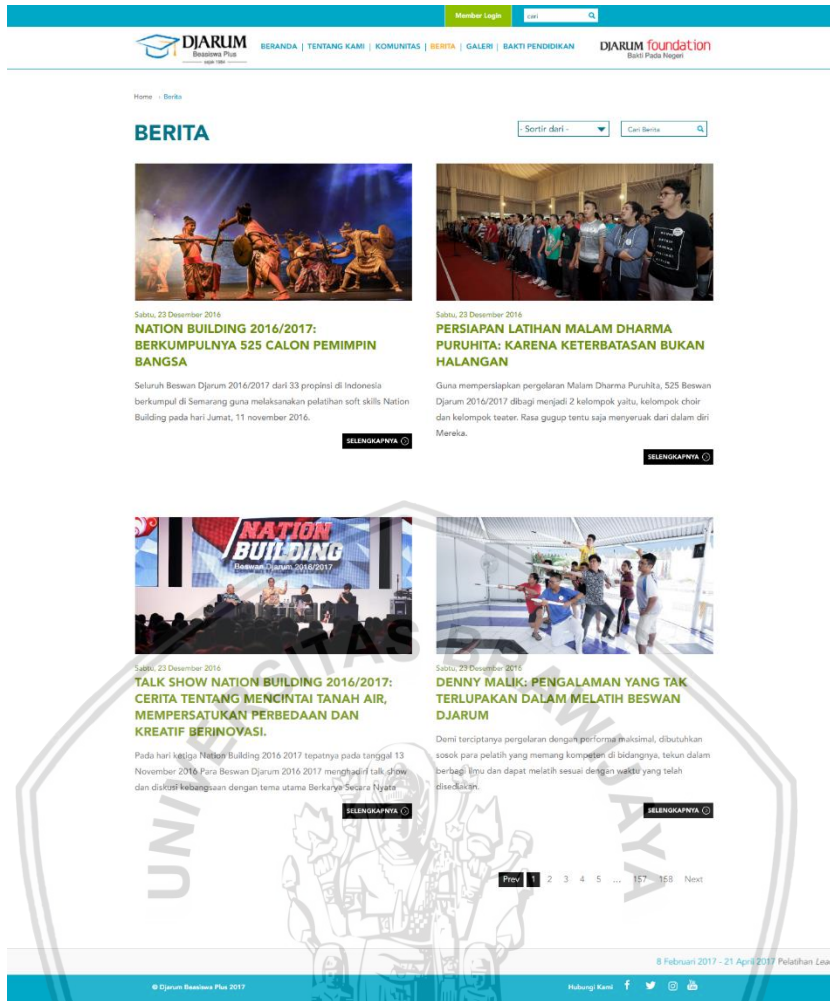 Member Login cari
DJARUM
Beasiswa Plus
sejak 1984
BERANDA | TENTANG KAMI | KOMUNITAS | BERITA | GALERI | BAKTI PENDIDIKAN
DJARUM foundation
Bakti Pada Negeri
Home Berita
BERITA
- Sortir dari - Cari Berita
Sabtu, 23 Desember 2016
NATION BUILDING 2016/2017:
BERKUMPULNYA 525 CALON PEMIMPIN
BANGSA
Seluruh Beswan Djarum 2016/2017 dari 33 propinsi di Indonesia
berkumpul di Semarang guna melaksanakan pelatihan soft skills Nation
Building pada hari Jumat, 11 november 2016.
SELENGKAPNYA
Sabtu, 23 Desember 2016
PERSIAPAN LATIHAN MALAM DHARMA
PURUHITA: KARENA KETERBATASAN BUKAN
HALANGAN
Guna mempersiapkan pergelaran Malam Dharma Puruhita, 525 Beswan
Djarum 2016/2017 dibagi menjadi 2 kelompok yaitu, kelompok choir
dan kelompok teater. Rasa gugup tentu saja menyeruak dari dalam diri
Mereka.
SELENGKAPNYA
NATION
BUILDING
Beswan Djarum 2016/2017
Sabtu, 23 Desember 2016
TALK SHOW NATION BUILDING 2016/2017:
CERITA TENTANG MENCINTAI TANAH AIR,
MEMPERSATUKAN PERBEDAAN DAN
KREATIF BERINOVASI.
Pada hari ketiga Nation Building 2016 2017 tepatnya pada tanggal 13
November 2016 Para Beswan Djarum 2016 2017 menghadiri talk show
dan diskusi kebangsaan dengan tema utama Berkarya Secara Nyata
SELENGKAPNYA
Sabtu, 23 Desember 2016
DENNY MALIK: PENGALAMAN YANG TAK
TERLUPAKAN DALAM MELATIH BESWAN
DJARUM
Demi terciptanya pergelaran dengan performa maksimal, dibutuhkan
sosok para pelatih yang memang kompeten di bidangnya, tekun dalam
berbagi ilmu dan dapat melatih sesuai dengan waktu yang telah
disediakan.
SELENGKAPNYA
UNIVERSITAS BRAWIJAYA
Prev 1 2 3 4 5 ... 157 158 Next
8 Februari 2017 - 21 April 2017 Pelatihan Lea
© Djarum Beasiswa Plus 2017 Hubungi Kami